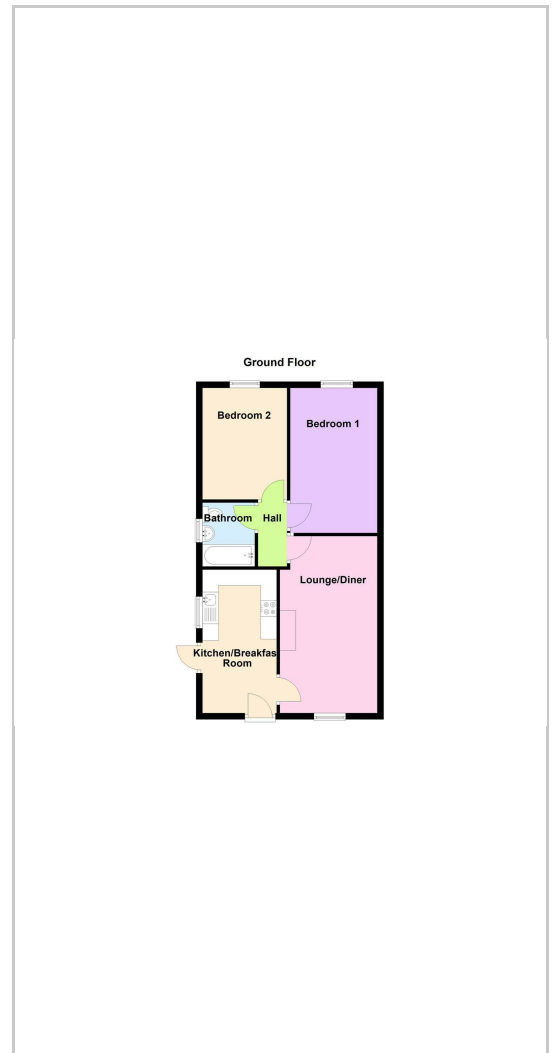 Ground Floor
Bedroom 2
Bedroom 1
Bathroom
Hall
Lounge/Diner
Kitchen/Breakfas
Room